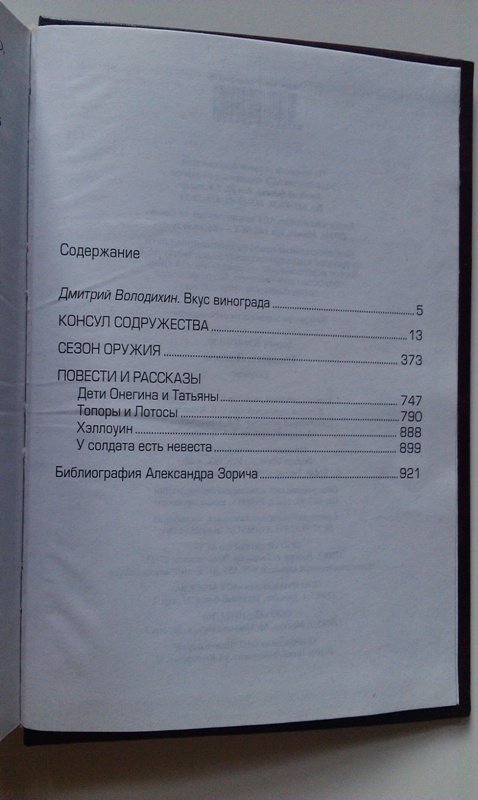 Содержание
Дмитрий Володихин. Вкус винограда 5
КОНСУЛ СОДРУЖЕСТВА 13
СЕЗОН ОРУЖИЯ 373
ПОВЕСТИ И РАССКАЗЫ
Дети Онегина и Татьяны 747
Топоры и Лотосы 790
Хэллоуин 888
У солдата есть невеста 899
Библиография Александра Зорича 921